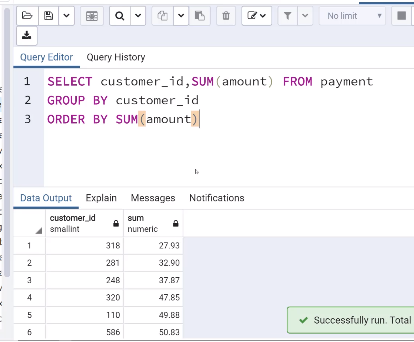 No limit
Query Editor Query History
1 SELECT customer_id,SUM(amount) FROM payment
2 GROUP BY customer_id
3 ORDER BY SUM(amount)
Data Output Explain Messages Notifications
customer_id smallint sum numeric
1 318 27.93
2 281 32.90
3 248 37.87
4 320 47.85
5 110 49.88
6 586 50.83
Successfully run. Total